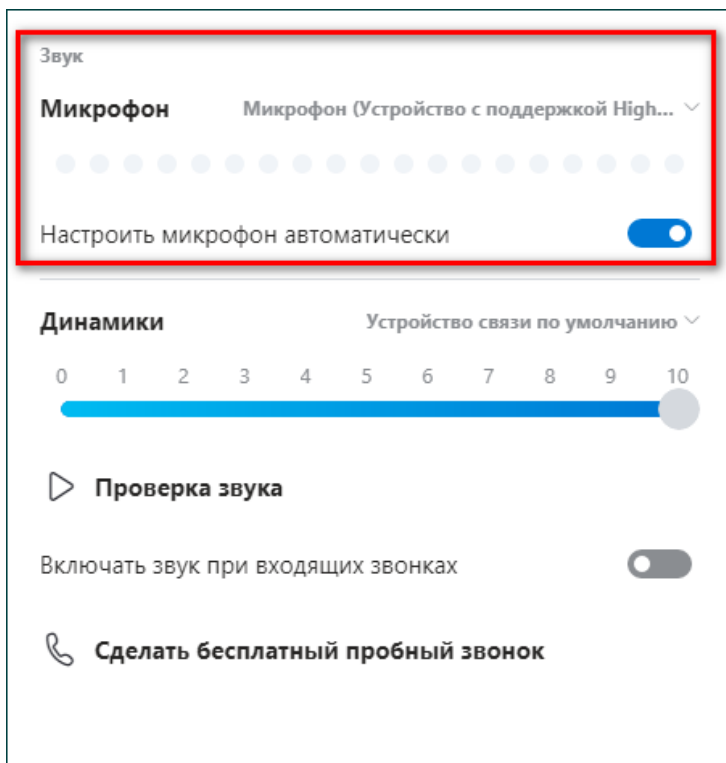 Звук
Микрофон Микрофон (Устройство с поддержкой High...
Настроить микрофон автоматически
Динамики Устройство связи по умолчанию
0 1 2 3 4 5 6 7 8 9 10
Проверка звука
Включать звук при входящих звонках
Сделать бесплатный пробный звонок